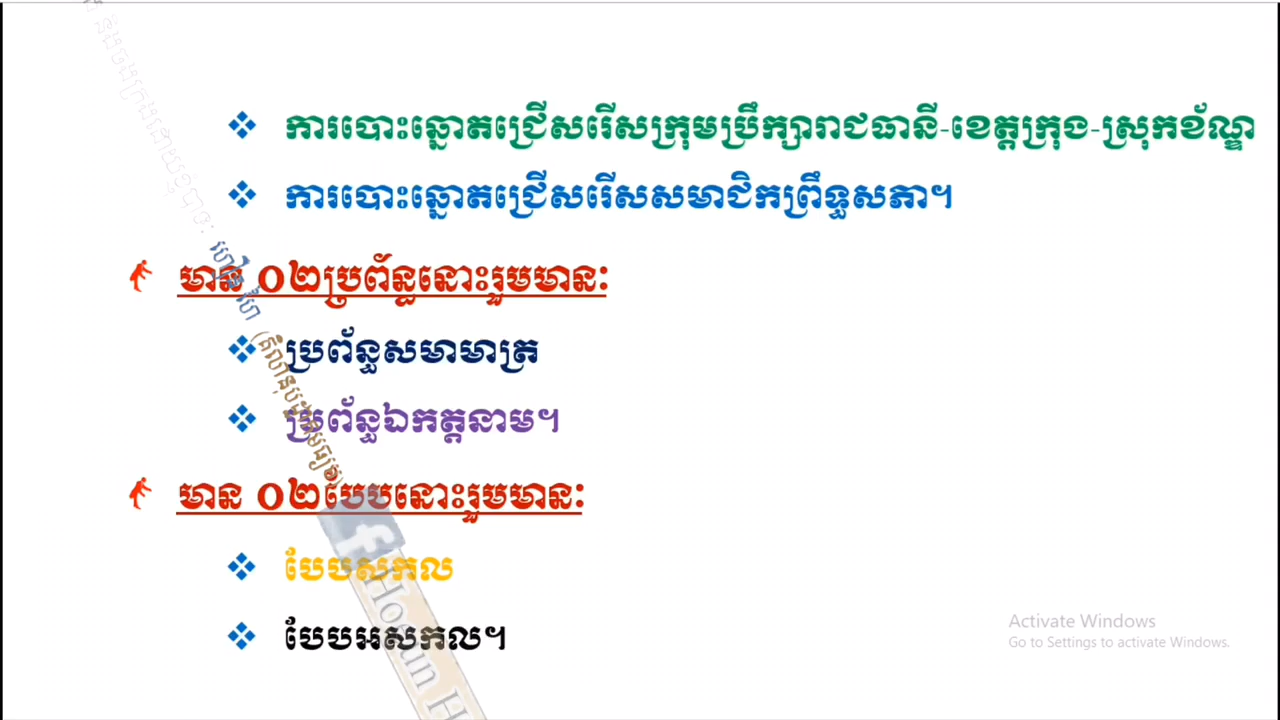 ការបោះឆ្នោតជ្រើសរើសក្រុមប្រឹក្សារាជធានី-ខេត្តក្រុង-ស្រុកខ័ណ្ឌ
ការបោះឆ្នោតជ្រើសរើសសមាជិកព្រឹទ្ធសភា។
មាន ០២ប្រព័ន្ធនោះរួមមានៈ
ប្រព័ន្ធសមាមាត្រ
ប្រព័ន្ធឯកត្តនាម។
មាន ០២បែបនោះរួមមានៈ
បែបសកល
បែបអសកល។
Activate Windows
Go to Settings to activate Windows.